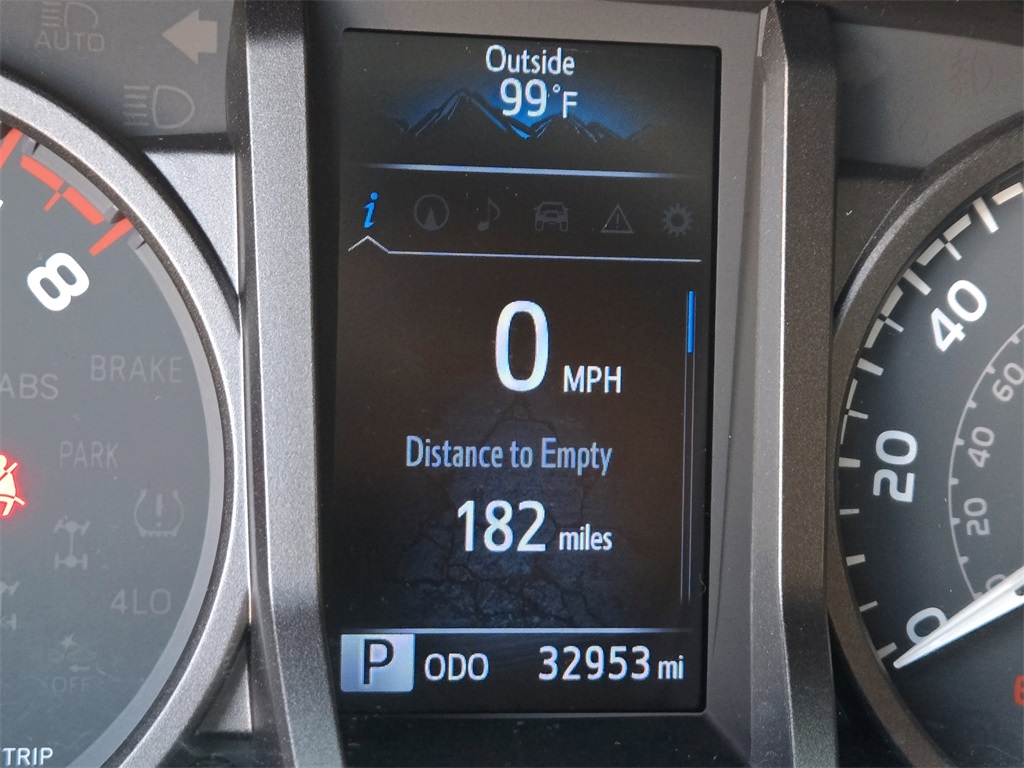 AUTO
Outside
99°F
i
8
0 MPH
BRAKE
ABS
PARK
Distance to Empty
182 miles
4LO
OFF
P ODO 32953 mi
TRIP
40
60
20
40
20
0
0